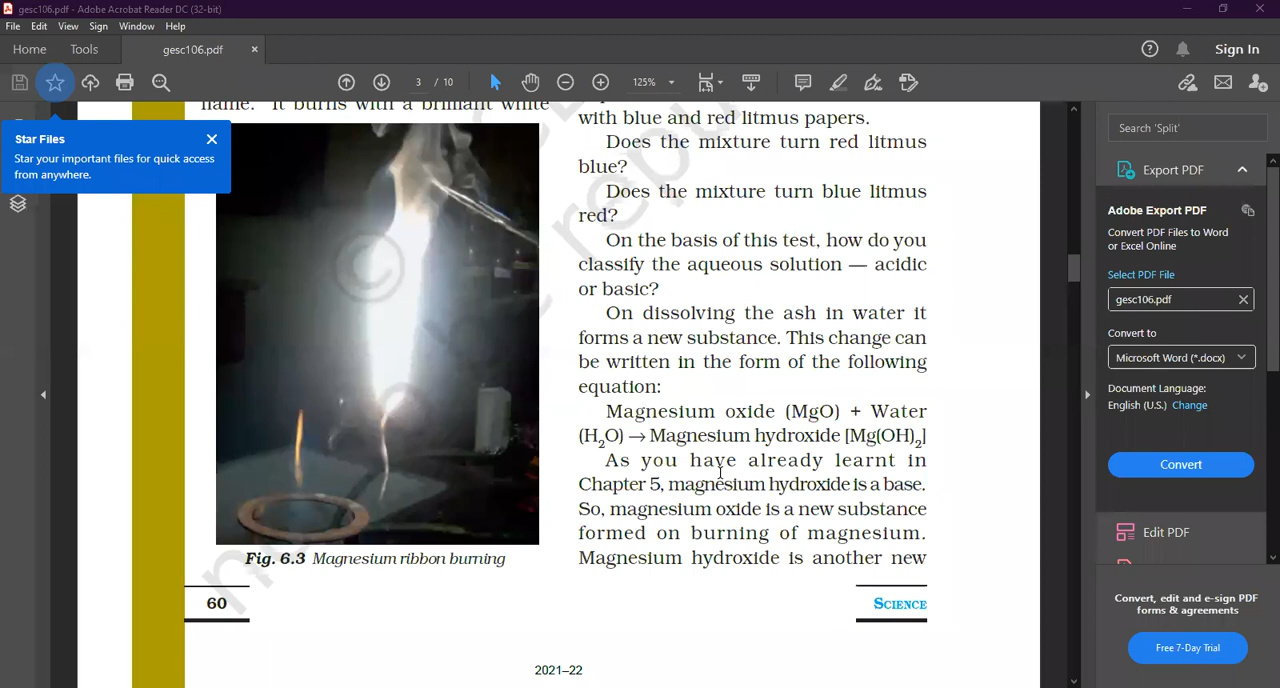 gesc106.pdf - Adobe Acrobat Reader DC (32-bit)
File Edit View Sign Window Help
Home Tools gesc106.pdf × Sign In
3 / 10 125%
Star Files
Star your important files for quick access
from anywhere.
flame. It burns with a brilliant white
Fig. 6.3 Magnesium ribbon burning
60
with blue and red litmus papers.
Does the mixture turn red litmus
blue?
Does the mixture turn blue litmus
red?
On the basis of this test, how do you
classify the aqueous solution — acidic
or basic?
On dissolving the ash in water it
forms a new substance. This change can
be written in the form of the following
equation:
Magnesium oxide (MgO) + Water
(H₂O) → Magnesium hydroxide [Mg(OH)₂]
As you have already learnt in
Chapter 5, magnesium hydroxide is a base.
So, magnesium oxide is a new substance
formed on burning of magnesium.
Magnesium hydroxide is another new
SCIENCE
2021–22
Search 'Split'
Export PDF
Adobe Export PDF
Convert PDF Files to Word
or Excel Online
Select PDF File
gesc106.pdf
Convert to
Microsoft Word (*.docx)
Document Language:
English (U.S.) Change
Convert
Edit PDF
Convert, edit and e-sign PDF
forms & agreements
Free 7-Day Trial